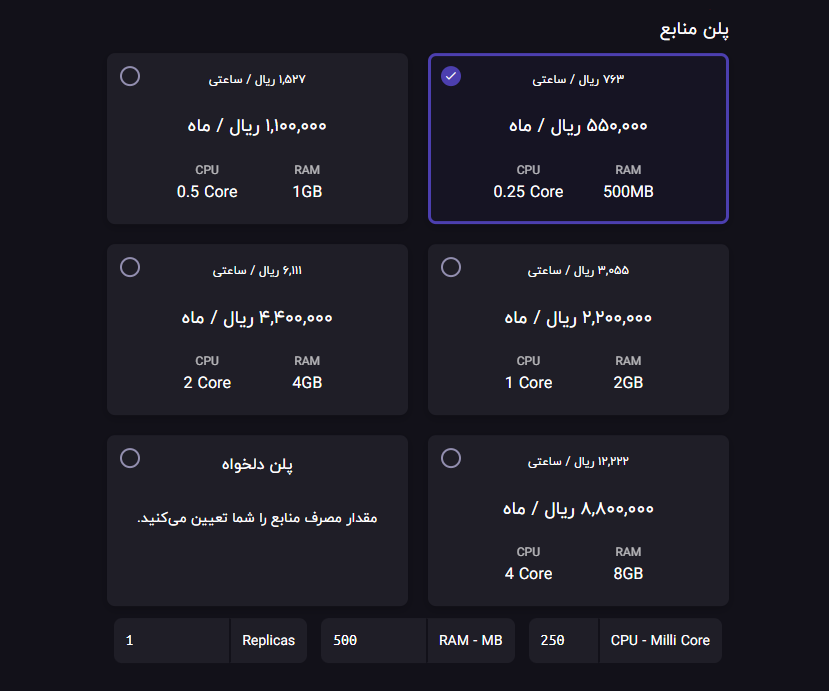 پلن منابع
۷۶۳ ریال / ساعتی
۵۵۰,۰۰۰ ریال / ماه
RAM
500MB
CPU
0.25 Core
۱,۵۲۷ ریال / ساعتی
۱,۱۰۰,۰۰۰ ریال / ماه
RAM
1GB
CPU
0.5 Core
۳,۰۵۵ ریال / ساعتی
۲,۲۰۰,۰۰۰ ریال / ماه
RAM
2GB
CPU
1 Core
۶,۱۱۱ ریال / ساعتی
۴,۴۰۰,۰۰۰ ریال / ماه
RAM
4GB
CPU
2 Core
۱۲,۲۲۲ ریال / ساعتی
۸,۸۰۰,۰۰۰ ریال / ماه
RAM
8GB
CPU
4 Core
پلن دلخواه
مقدار مصرف منابع را شما تعیین می‌کنید.
CPU - Milli Core
250
RAM - MB
500
Replicas
1